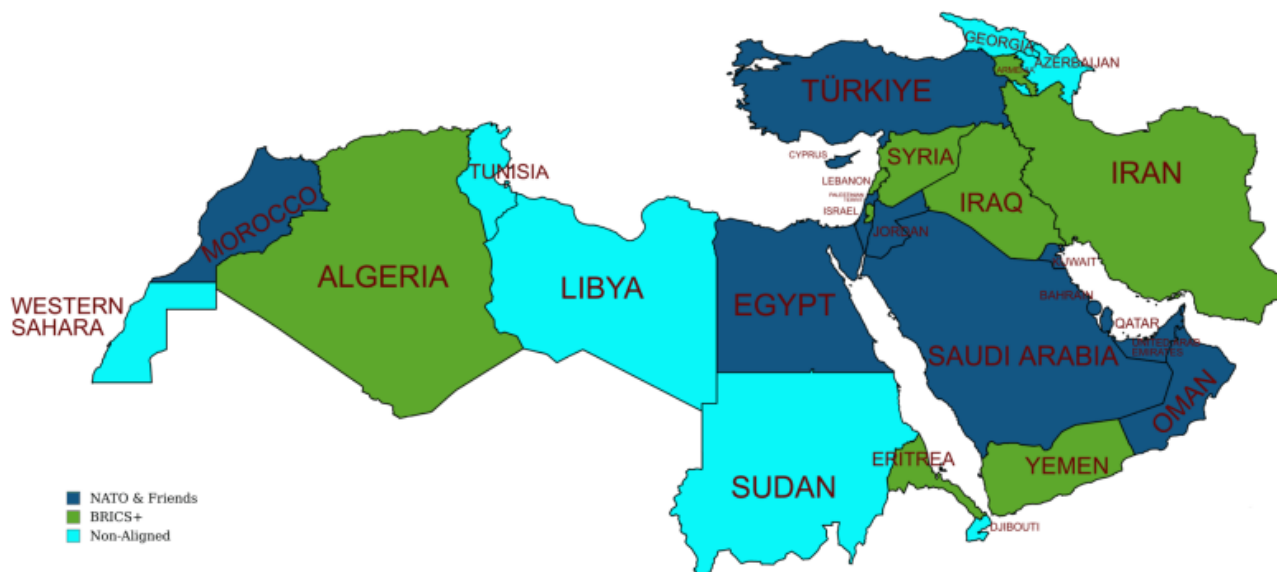 GEORGIA
AZERBAIJAN
ARMENIA
TÜRKIYE
CYPRUS
SYRIA
LEBANON
IRAN
TUNISIA
IRAQ
ISRAEL
JORDAN
MOROCCO
ALGERIA
LIBYA
EGYPT
KUWAIT
BAHRAIN
QATAR
WESTERN
SAHARA
SAUDI ARABIA
UNITED ARAB
EMIRATES
OMAN
ERITREA
YEMEN
SUDAN
DJIBOUTI
NATO & Friends
BRICS+
Non-Aligned